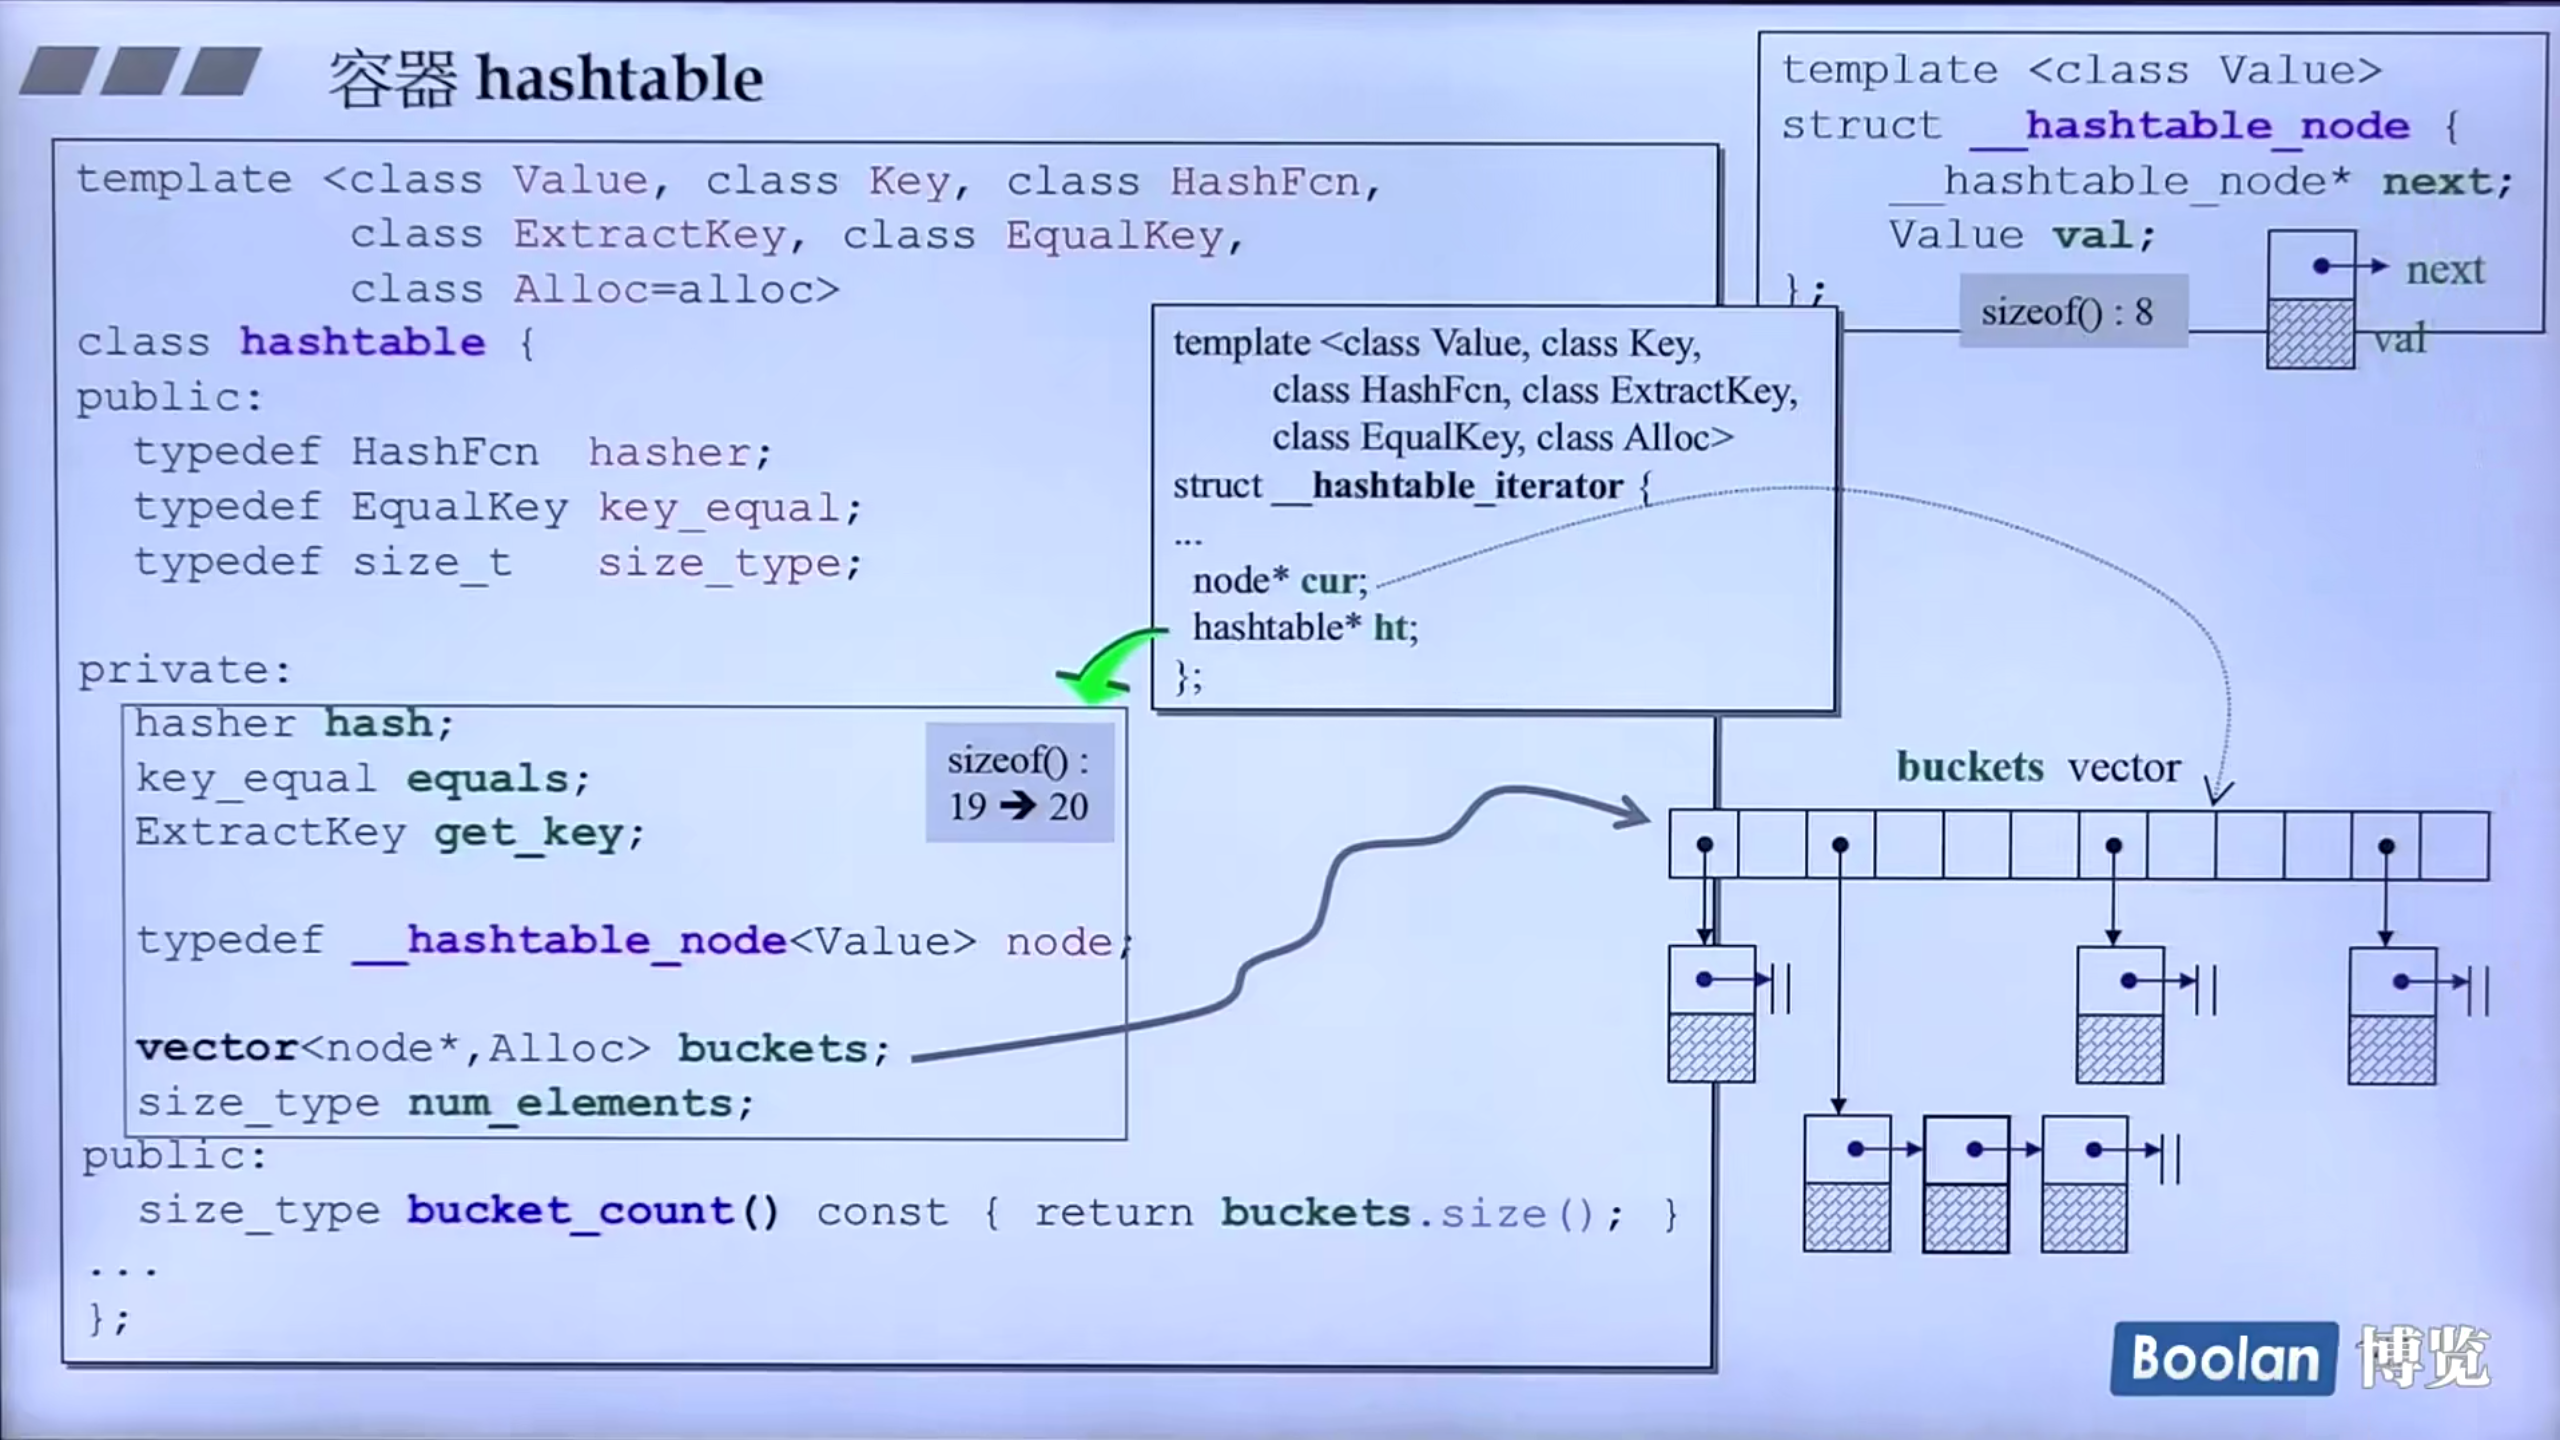 容器 hashtable
template <class Value, class Key, class HashFcn,
class ExtractKey, class EqualKey,
class Alloc=alloc>
class hashtable {
public:
typedef HashFcn hasher;
typedef EqualKey key_equal;
typedef size_t size_type;
private:
hasher hash;
key_equal equals;
ExtractKey get_key;
typedef __hashtable_node<Value> node;
vector<node*,Alloc> buckets;
size_type num_elements;
public:
size_type bucket_count() const { return buckets.size(); }
...
};
sizeof() :
19 ➔ 20
template <class Value, class Key,
class HashFcn, class ExtractKey,
class EqualKey, class Alloc>
struct __hashtable_iterator {
...
node* cur;
hashtable* ht;
};
template <class Value>
struct __hashtable_node {
__hashtable_node* next;
Value val;
};
sizeof() : 8
next
val
buckets vector
Boolan 博览